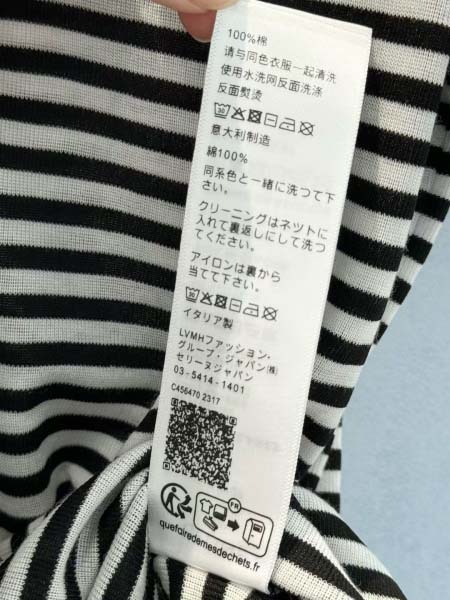 100%棉
请与同色衣服一起清洗
使用水洗网反面洗涤
反面熨烫
30
意大利制造
綿100%
同系色と一緒に洗つて下
さい。
クリーニングはネットに
入れて裏返しにして洗つ
てください。
アイロンは裏から
当てて下さい。
30
イタリア製
LVMHファッション・
グループ・ジャパン㈱
セリーヌジャパン
03-5414-1401
C456470 2317
FR
quefairedemesdechets.fr